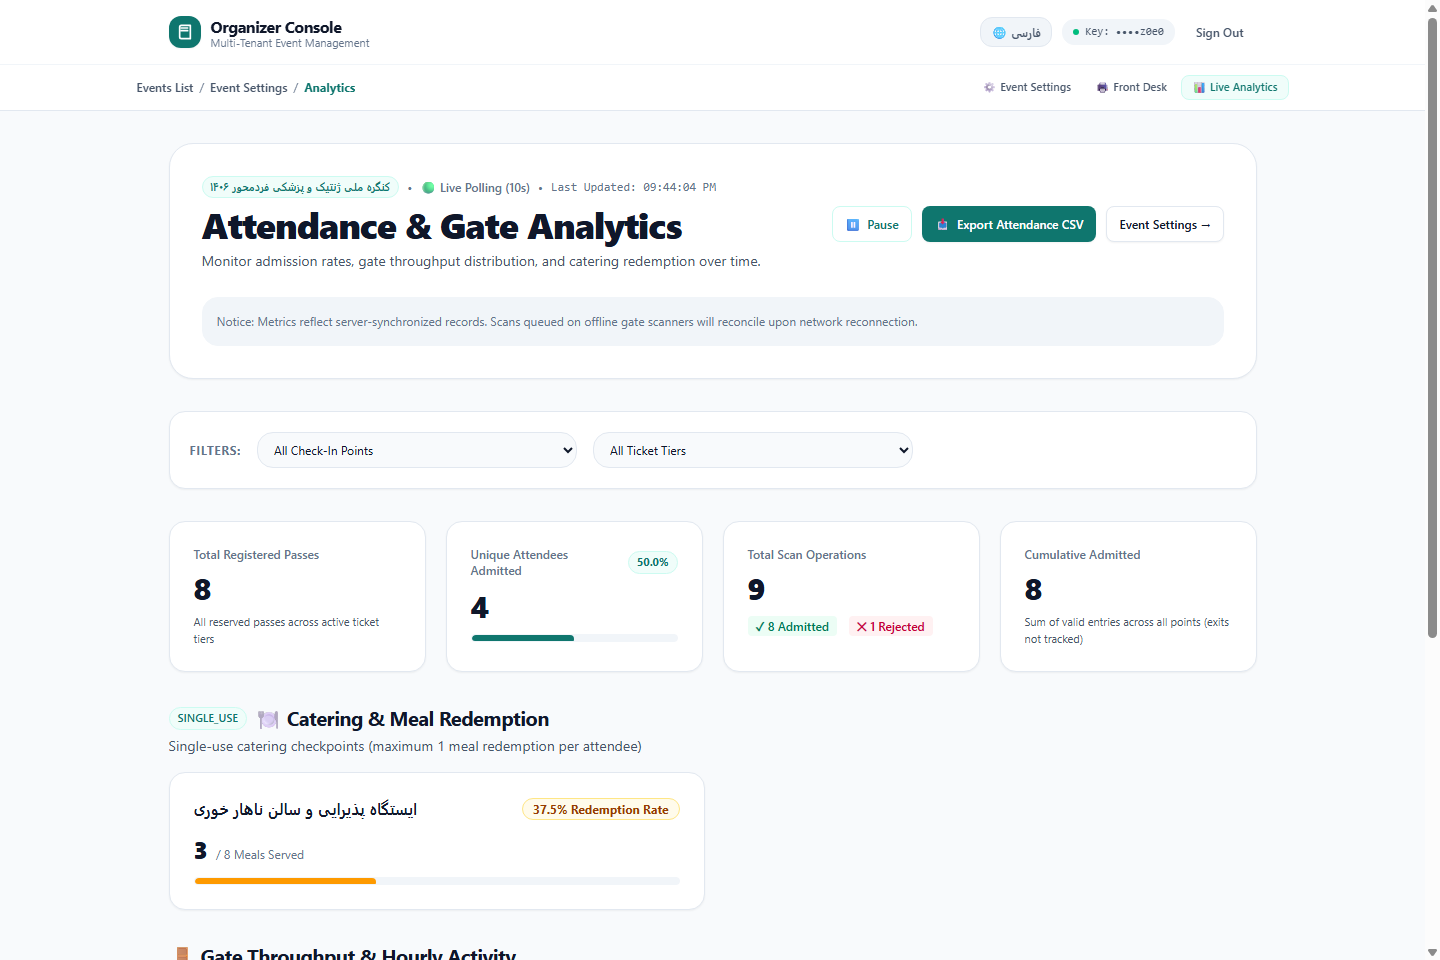 Organizer Console
Multi-Tenant Event Management
فارسی
Key: ••••z0e0
Sign Out
Events List / Event Settings / Analytics
Event Settings
Front Desk
Live Analytics
کنگره ملی ژنتیک و پزشکی فردمحور ۱۴۰۶ • Live Polling (10s) • Last Updated: 09:44:04 PM
Attendance & Gate Analytics
Monitor admission rates, gate throughput distribution, and catering redemption over time.
Pause
Export Attendance CSV
Event Settings →
Notice: Metrics reflect server-synchronized records. Scans queued on offline gate scanners will reconcile upon network reconnection.
FILTERS:
All Check-In Points
All Ticket Tiers
Total Registered Passes
8
All reserved passes across active ticket
tiers
Unique Attendees
Admitted
50.0%
4
Total Scan Operations
9
✓ 8 Admitted
✕ 1 Rejected
Cumulative Admitted
8
Sum of valid entries across all points (exits
not tracked)
SINGLE_USE
Catering & Meal Redemption
Single-use catering checkpoints (maximum 1 meal redemption per attendee)
ایستگاه پذیرایی و سالن ناهار خوری
37.5% Redemption Rate
3 / 8 Meals Served
Gate Throughput & Hourly Activity